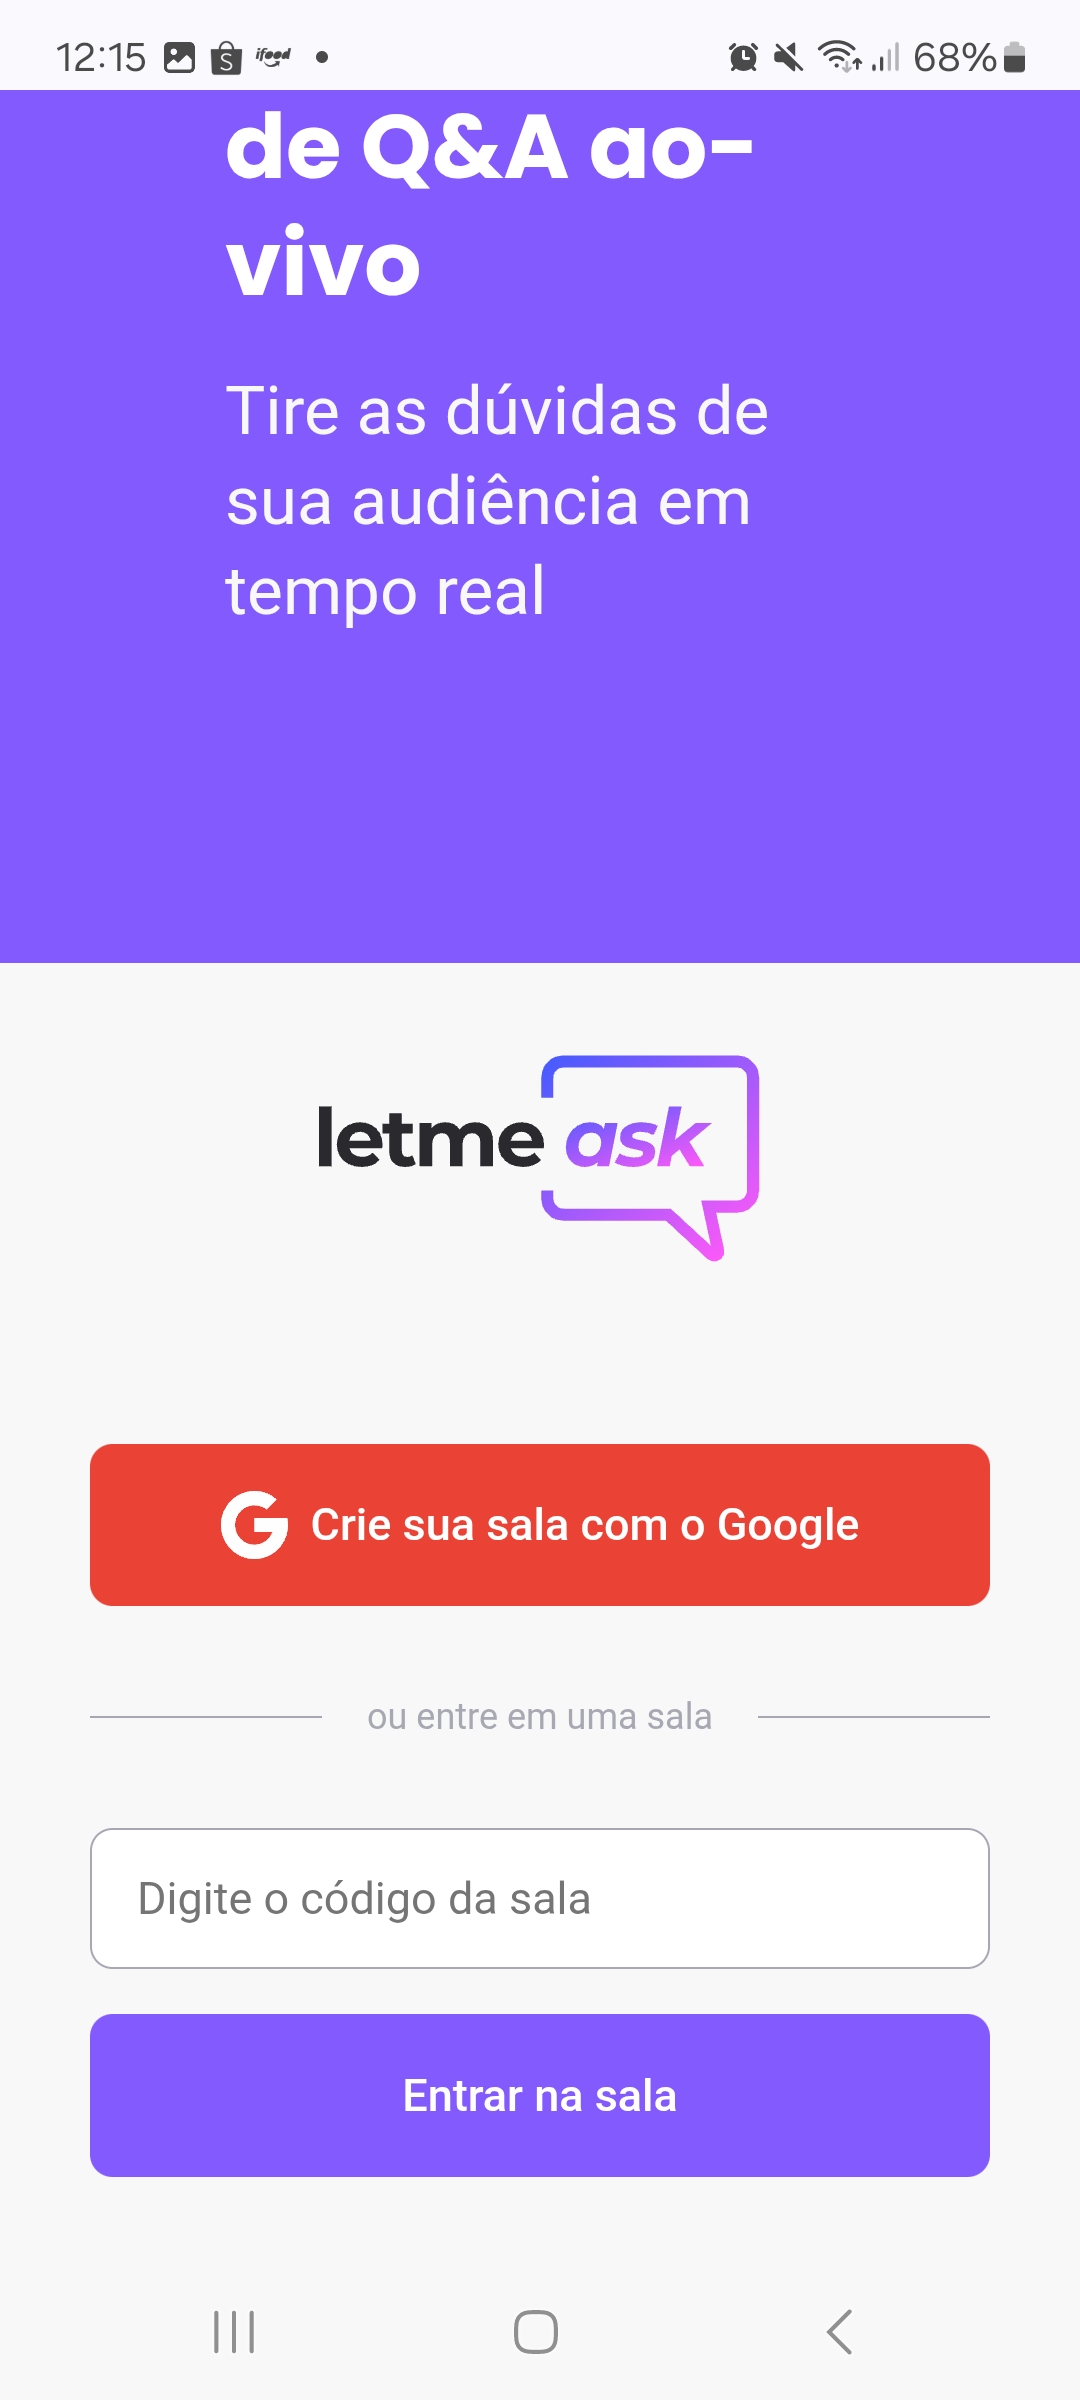 12:15
ifood
68%
de Q&A ao-
vivo
Tire as dúvidas de
sua audiência em
tempo real
letme ask
G Crie sua sala com o Google
ou entre em uma sala
Digite o código da sala
Entrar na sala